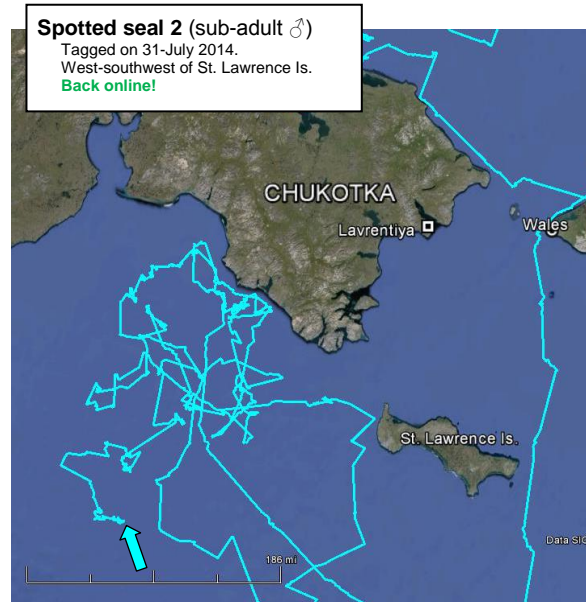 Spotted seal 2 (sub-adult ♂)
Tagged on 31-July 2014.
West-southwest of St. Lawrence Is.
Back online!
CHUKOTKA
Lavrentiya
Wales
St. Lawrence Is.
Data SIO
186 mi